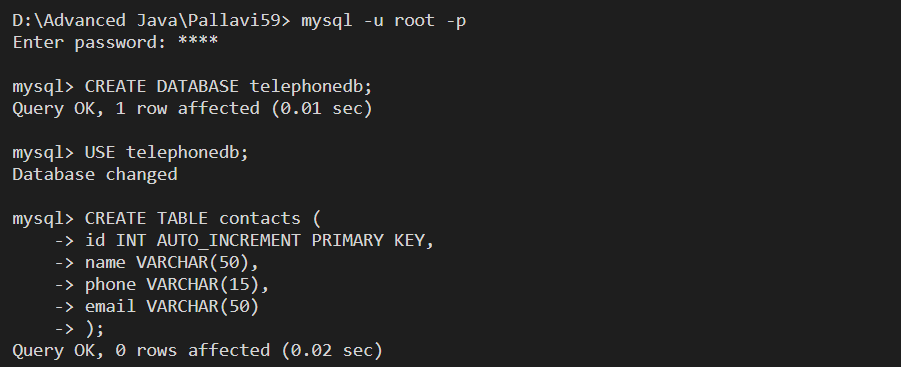 D:\Advanced Java\Pallavi59> mysql -u root -p
Enter password: ****
mysql> CREATE DATABASE telephonedb;
Query OK, 1 row affected (0.01 sec)
mysql> USE telephonedb;
Database changed
mysql> CREATE TABLE contacts (
    -> id INT AUTO_INCREMENT PRIMARY KEY,
    -> name VARCHAR(50),
    -> phone VARCHAR(15),
    -> email VARCHAR(50)
    -> );
Query OK, 0 rows affected (0.02 sec)